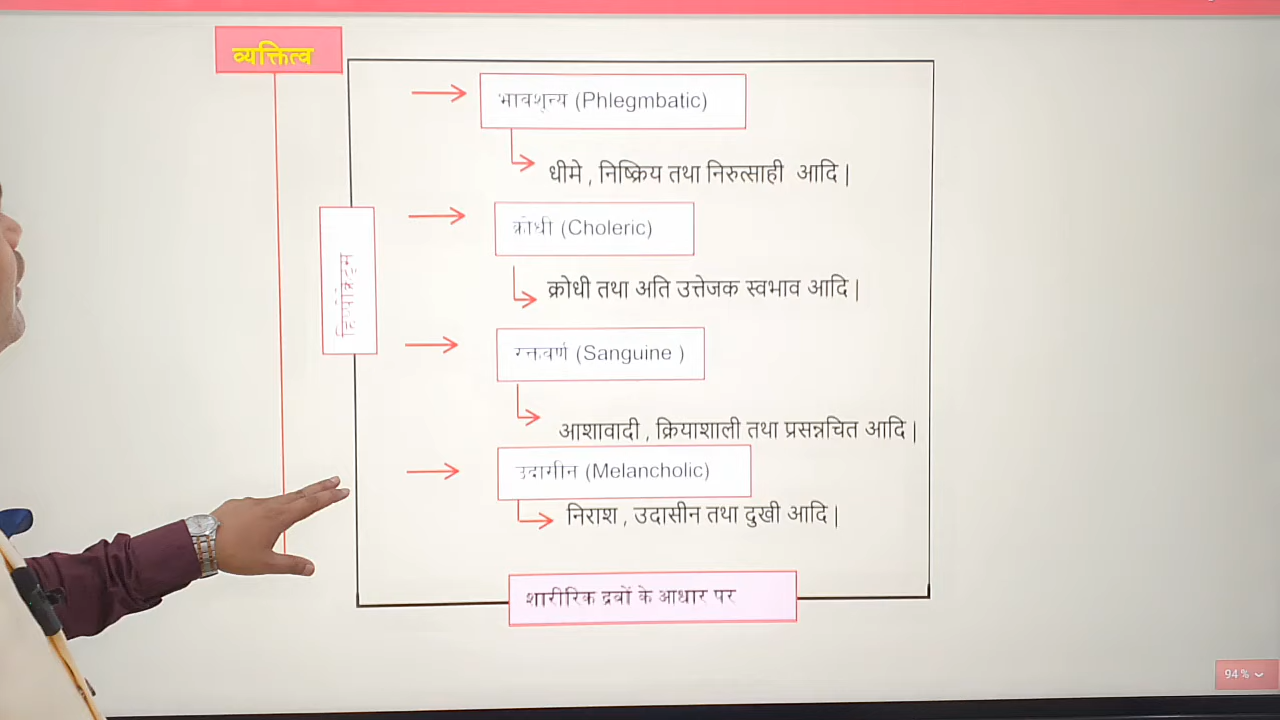 व्यक्तित्व
हिप्पोक्रेट्स
भावशून्य (Phlegmbatic)
धीमे , निष्क्रिय तथा निरुत्साही आदि |
क्रोधी (Choleric)
क्रोधी तथा अति उत्तेजक स्वभाव आदि |
रक्तवर्ण (Sanguine )
आशावादी , क्रियाशाली तथा प्रसन्नचित आदि |
उदासीन (Melancholic)
निराश , उदासीन तथा दुखी आदि |
शारीरिक द्रवों के आधार पर
94%